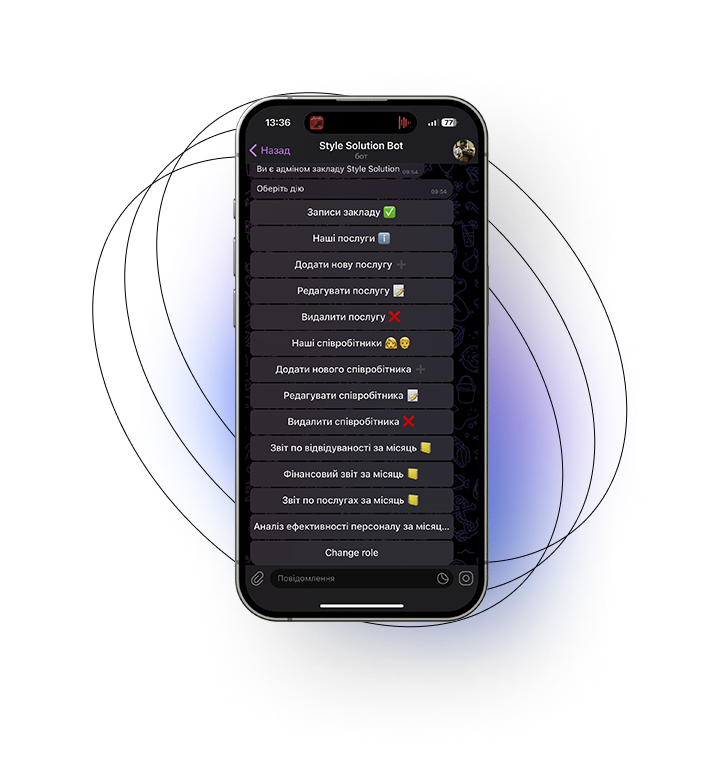 13:36
77
Назад
Style Solution Bot
бот
Ви є адміном закладу Style Solution 09:54
Оберіть дію 09:54
Записи закладу ✅
Наші послуги ℹ️
Додати нову послугу ➕
Редагувати послугу 📝
Видалити послугу ❌
Наші співробітники 👩👨
Додати нового співробітника ➕
Редагувати співробітника 📝
Видалити співробітника ❌
Звіт по відвідуваності за місяць 📒
Фінансовий звіт за місяць 📒
Звіт по послугах за місяць 📒
Аналіз ефективності персоналу за місяц...
Change role
Повідомлення